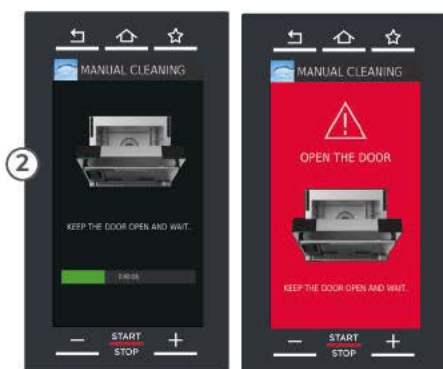 2
MANUAL CLEANING
KEEP THE DOOR OPEN AND WAIT..
START
STOP
MANUAL CLEANING
OPEN THE DOOR
KEEP THE DOOR OPEN AND WAIT..
START
STOP